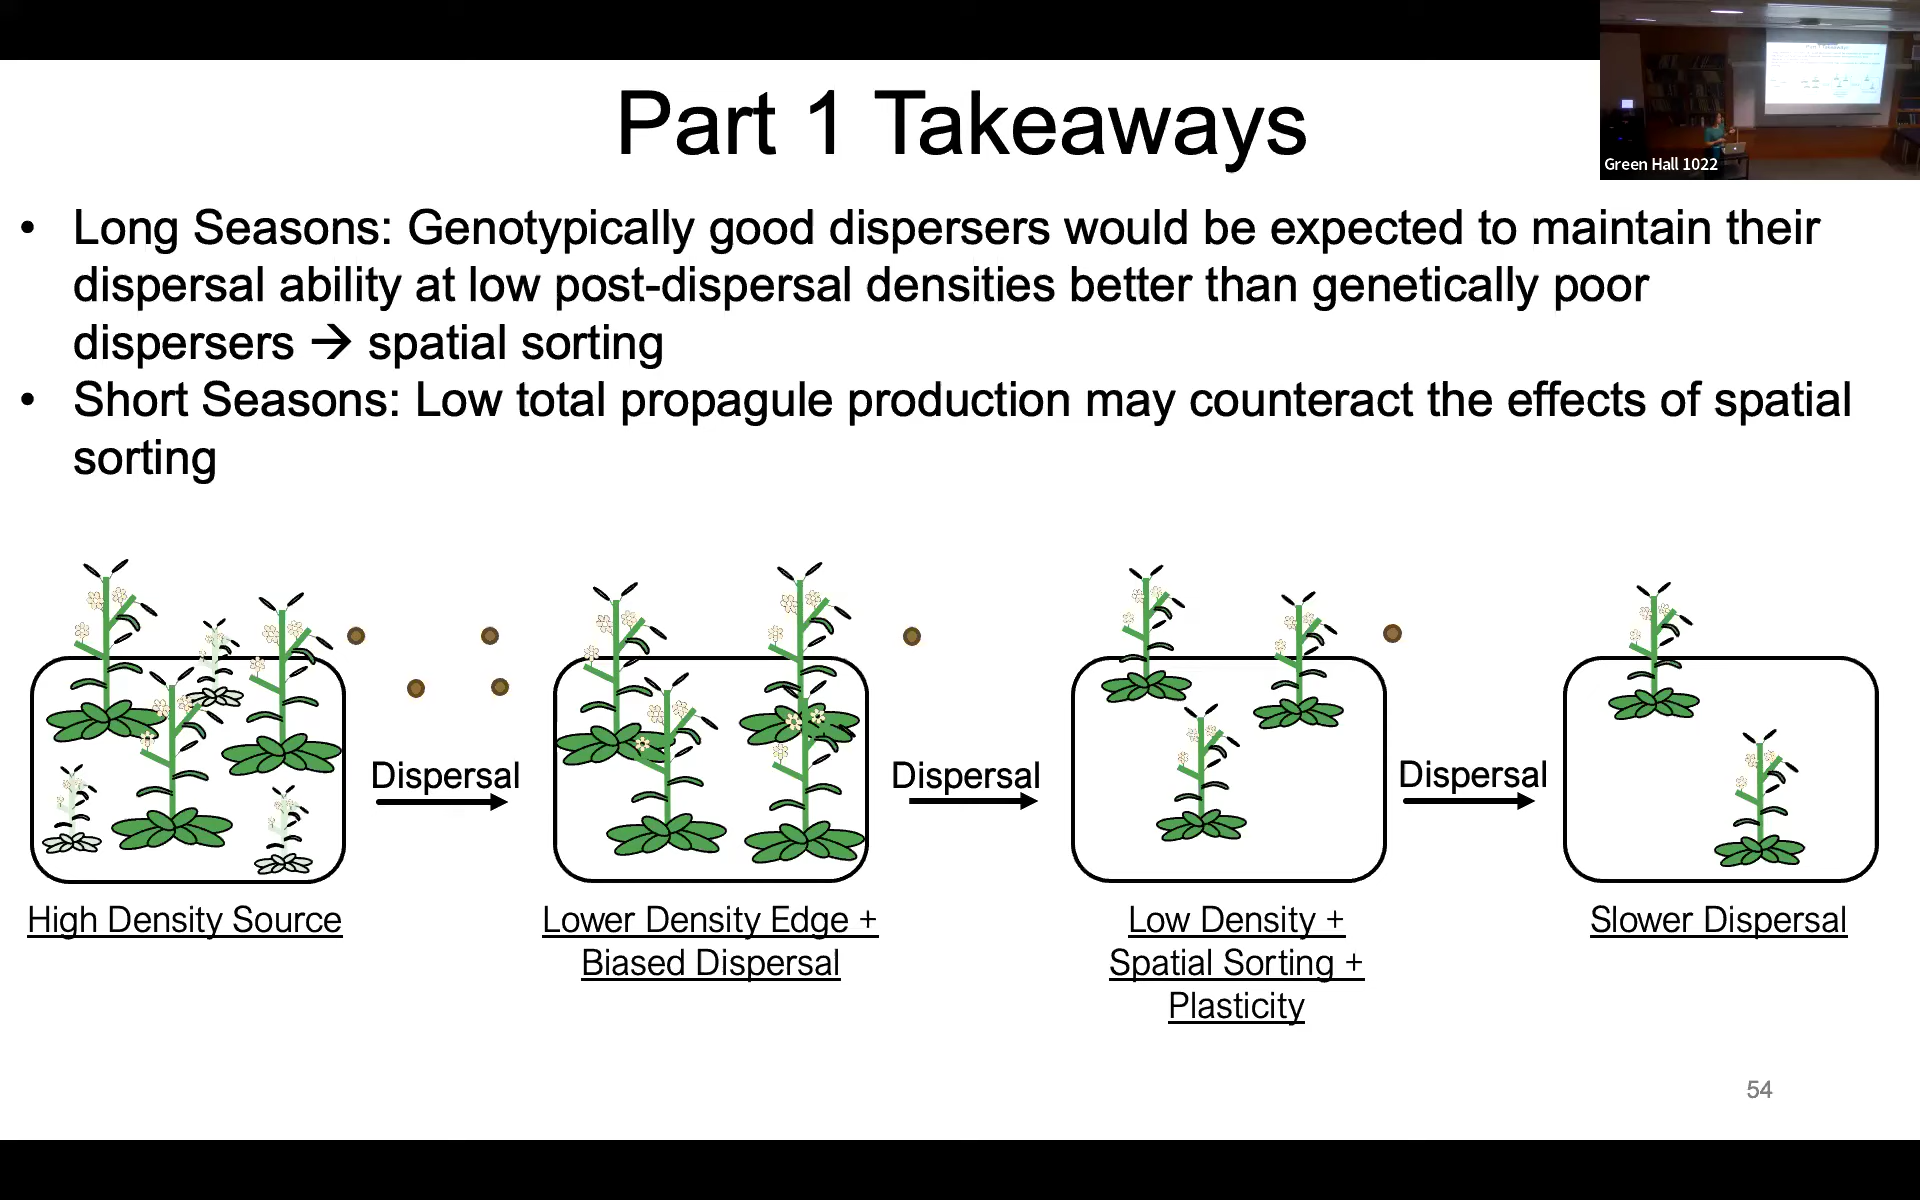 Part 1 Takeaways
Green Hall 1022
• Long Seasons: Genotypically good dispersers would be expected to maintain their
dispersal ability at low post-dispersal densities better than genetically poor
dispersers → spatial sorting
• Short Seasons: Low total propagule production may counteract the effects of spatial
sorting
Dispersal
Dispersal
Dispersal
High Density Source
Lower Density Edge +
Biased Dispersal
Low Density +
Spatial Sorting +
Plasticity
Slower Dispersal
54